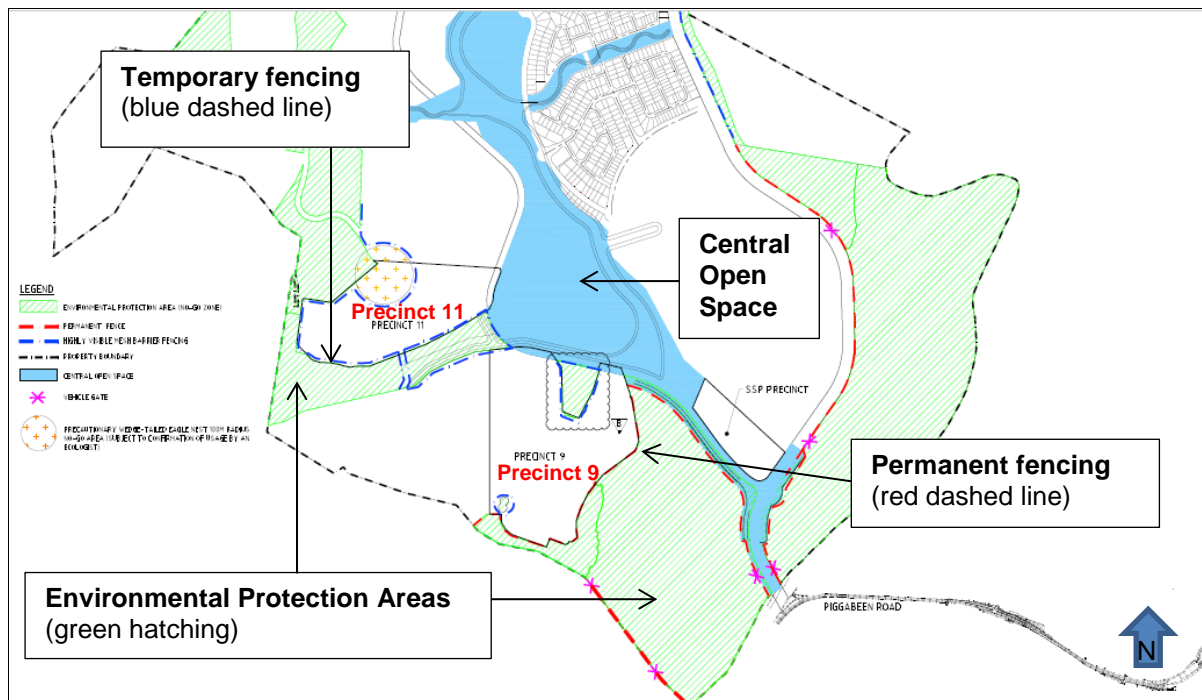 Temporary fencing
(blue dashed line)
Central
Open
Space
LEGEND
ENVIRONMENTAL PROTECTION AREA (NO-GO ZONE)
PERMANENT FENCE
HIGHLY VISIBLE MESH BARRIER FENCING
PROPERTY BOUNDARY
CENTRAL OPEN SPACE
VEHICLE GATE
PRECAUTIONARY WEDGE-TAILED EAGLE NEST 100M RADIUS
NO-GO AREA (SUBJECT TO CONFIRMATION OF USAGE BY AN
ECOLOGIST)
Precinct 11
PRECINCT 11
SSP PRECINCT
B
PRECINCT 9
Precinct 9
Permanent fencing
(red dashed line)
Environmental Protection Areas
(green hatching)
PIGGABEEN ROAD
N